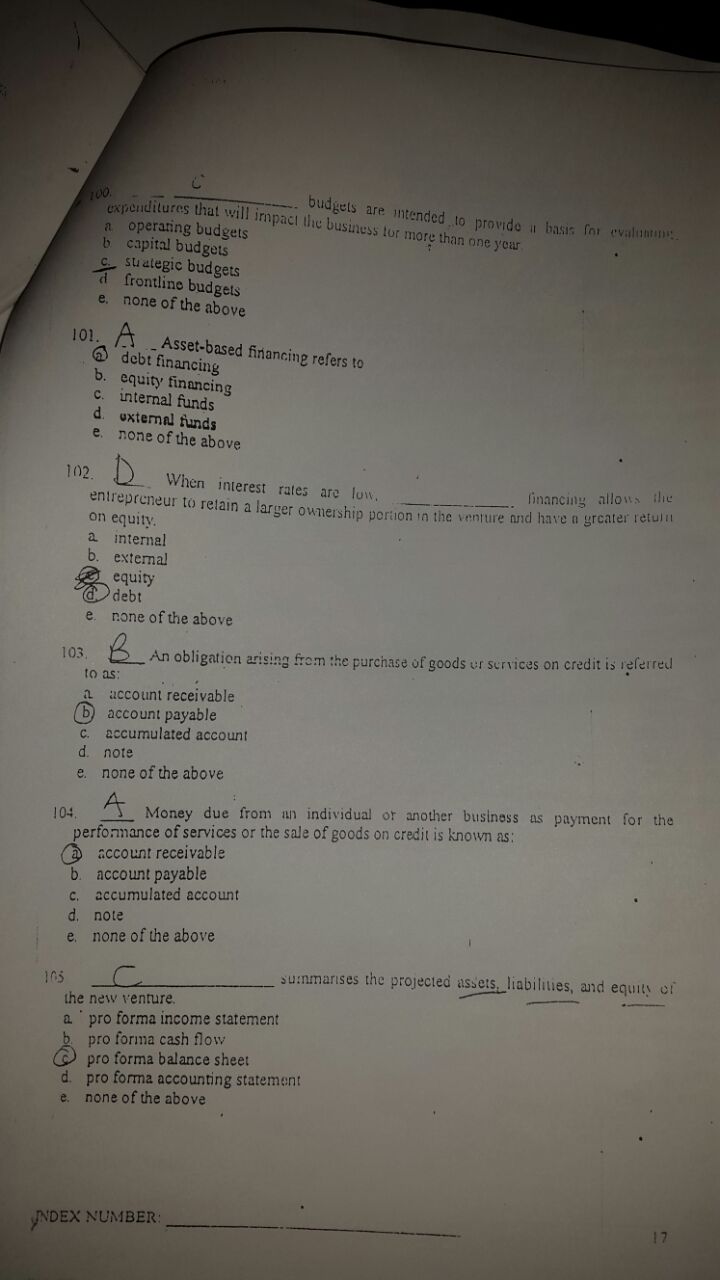 C
100. ____ budgets are intended to provide a basis for evaluating
expenditures that will impact the business for more than one year.
a. operating budgets
b. capital budgets
c. strategic budgets
d. frontline budgets
e. none of the above
101. A Asset-based financing refers to
a. debt financing
b. equity financing
c. internal funds
d. external funds
e. none of the above
102. D When interest rates are low, ____ financing allows the
entrepreneur to retain a larger ownership portion in the venture and have a greater return
on equity.
a. internal
b. external
c. equity
d. debt
e. none of the above
103. B An obligation arising from the purchase of goods or services on credit is referred
to as:
a. account receivable
b. account payable
c. accumulated account
d. note
e. none of the above
104. A Money due from an individual or another business as payment for the
performance of services or the sale of goods on credit is known as:
a. account receivable
b. account payable
c. accumulated account
d. note
e. none of the above
105 C summarises the projected assets, liabilities, and equity of
the new venture.
a. pro forma income statement
b. pro forma cash flow
c. pro forma balance sheet
d. pro forma accounting statement
e. none of the above
INDEX NUMBER: ____
17